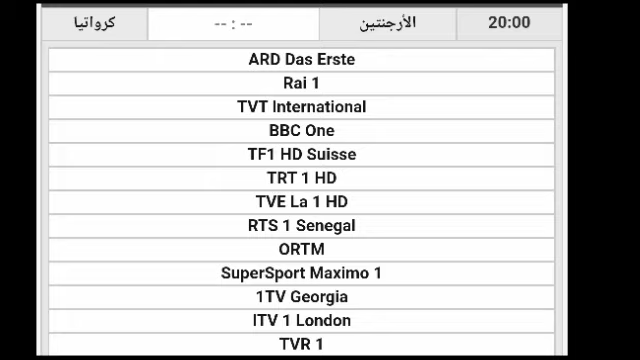 20:00 الأرجنتين -- : -- كرواتيا
ARD Das Erste
Rai 1
TVT International
BBC One
TF1 HD Suisse
TRT 1 HD
TVE La 1 HD
RTS 1 Senegal
ORTM
SuperSport Maximo 1
1TV Georgia
ITV 1 London
TVR 1